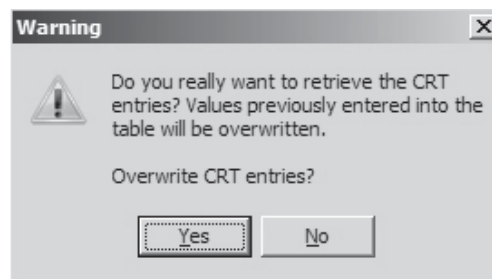 Warning
Do you really want to retrieve the CRT
entries? Values previously entered into the
table will be overwritten.
Overwrite CRT entries?
Yes No